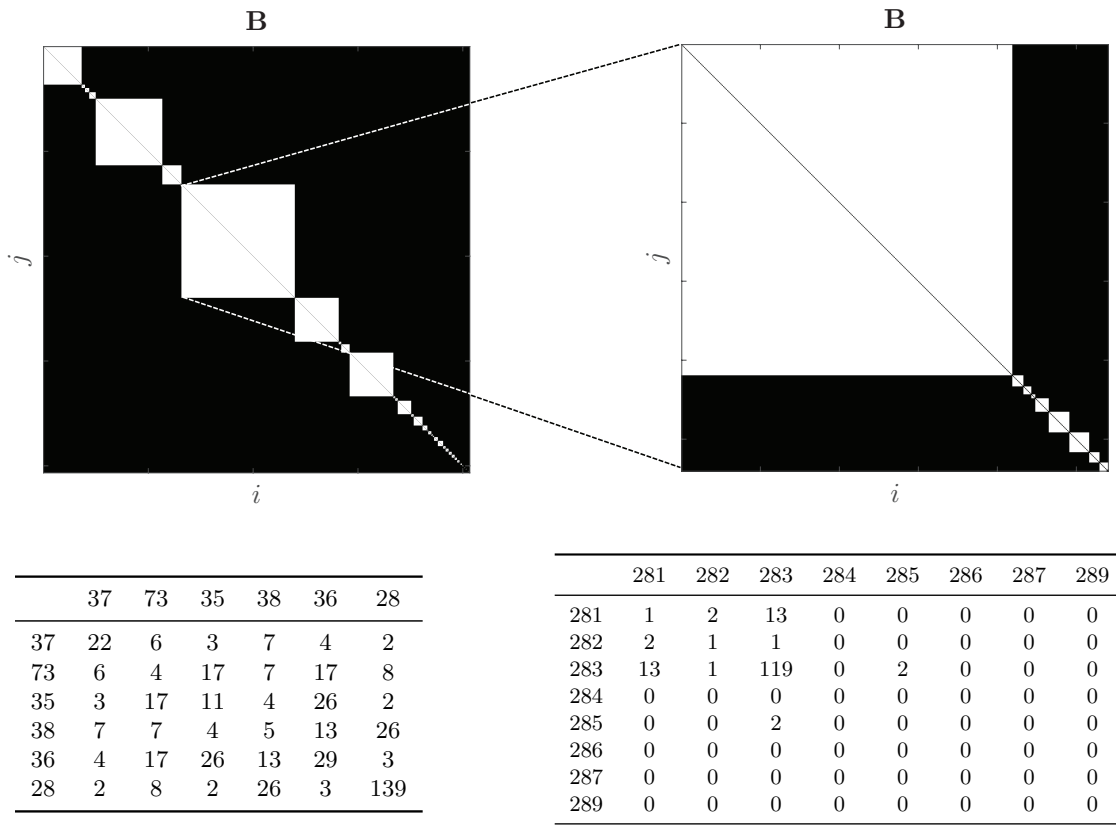 B
B
j
j
i
i
37 73 35 38 36 28
37 22 6 3 7 4 2
73 6 4 17 7 17 8
35 3 17 11 4 26 2
38 7 7 4 5 13 26
36 4 17 26 13 29 3
28 2 8 2 26 3 139
281 282 283 284 285 286 287 289
281 1 2 13 0 0 0 0 0
282 2 1 1 0 0 0 0 0
283 13 1 119 0 2 0 0 0
284 0 0 0 0 0 0 0 0
285 0 0 2 0 0 0 0 0
286 0 0 0 0 0 0 0 0
287 0 0 0 0 0 0 0 0
289 0 0 0 0 0 0 0 0